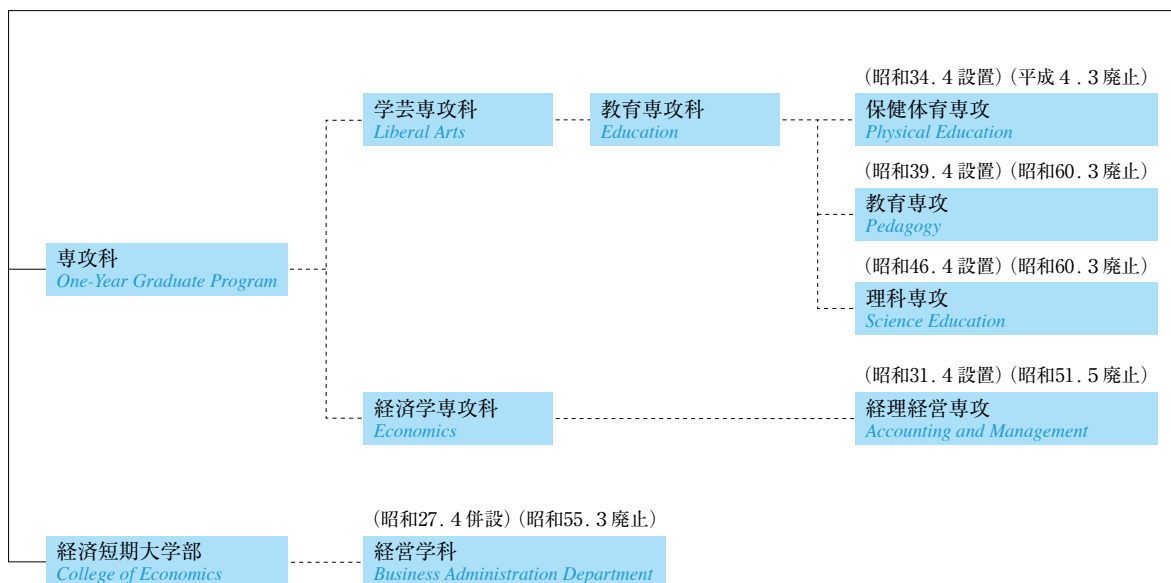 (昭和34. 4 設置) (平成 4 . 3 廃止)
学芸専攻科
Liberal Arts
教育専攻科
Education
保健体育専攻
Physical Education
(昭和39. 4 設置) (昭和60. 3 廃止)
教育専攻
Pedagogy
専攻科
One-Year Graduate Program
(昭和46. 4 設置) (昭和60. 3 廃止)
理科専攻
Science Education
(昭和31. 4 設置) (昭和51. 5 廃止)
経済学専攻科
Economics
経理経営専攻
Accounting and Management
(昭和27. 4 併設) (昭和55. 3 廃止)
経済短期大学部
College of Economics
経営学科
Business Administration Department